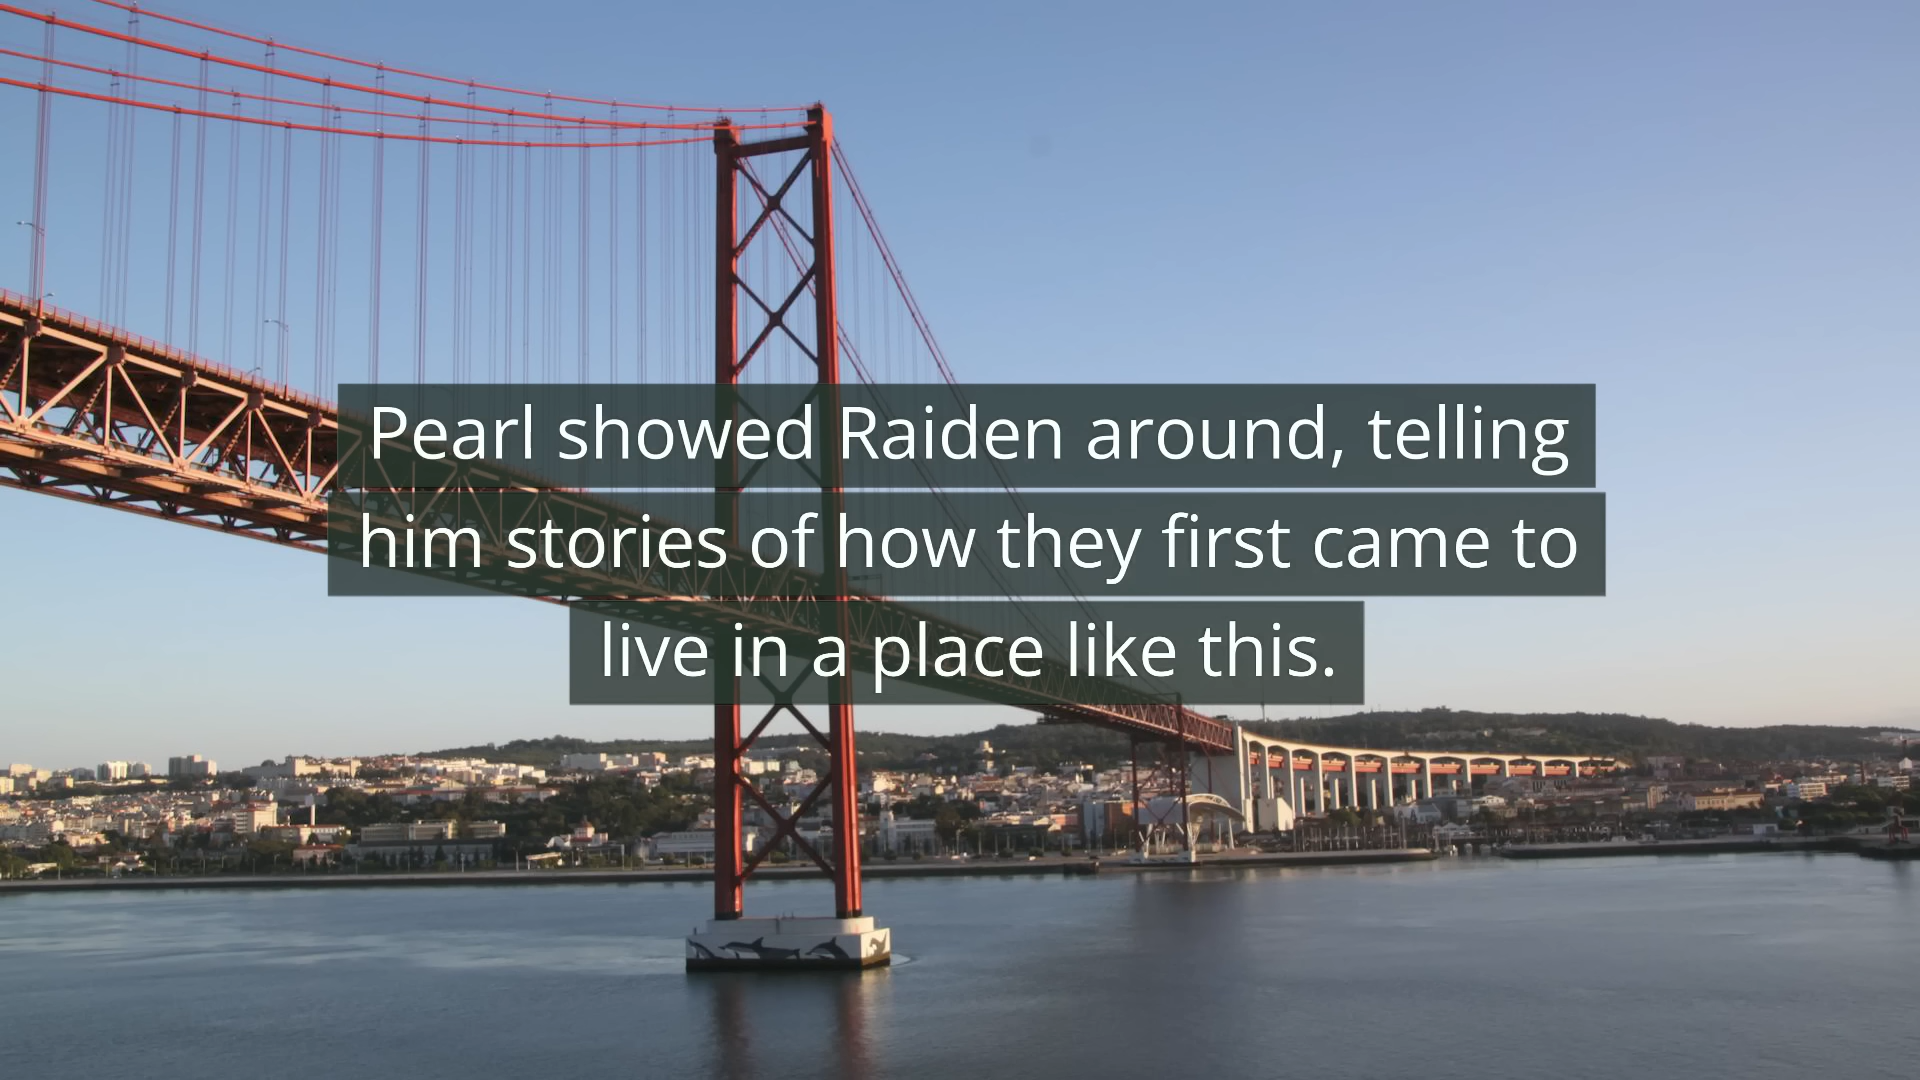 Pearl showed Raiden around, telling
him stories of how they first came to
live in a place like this.